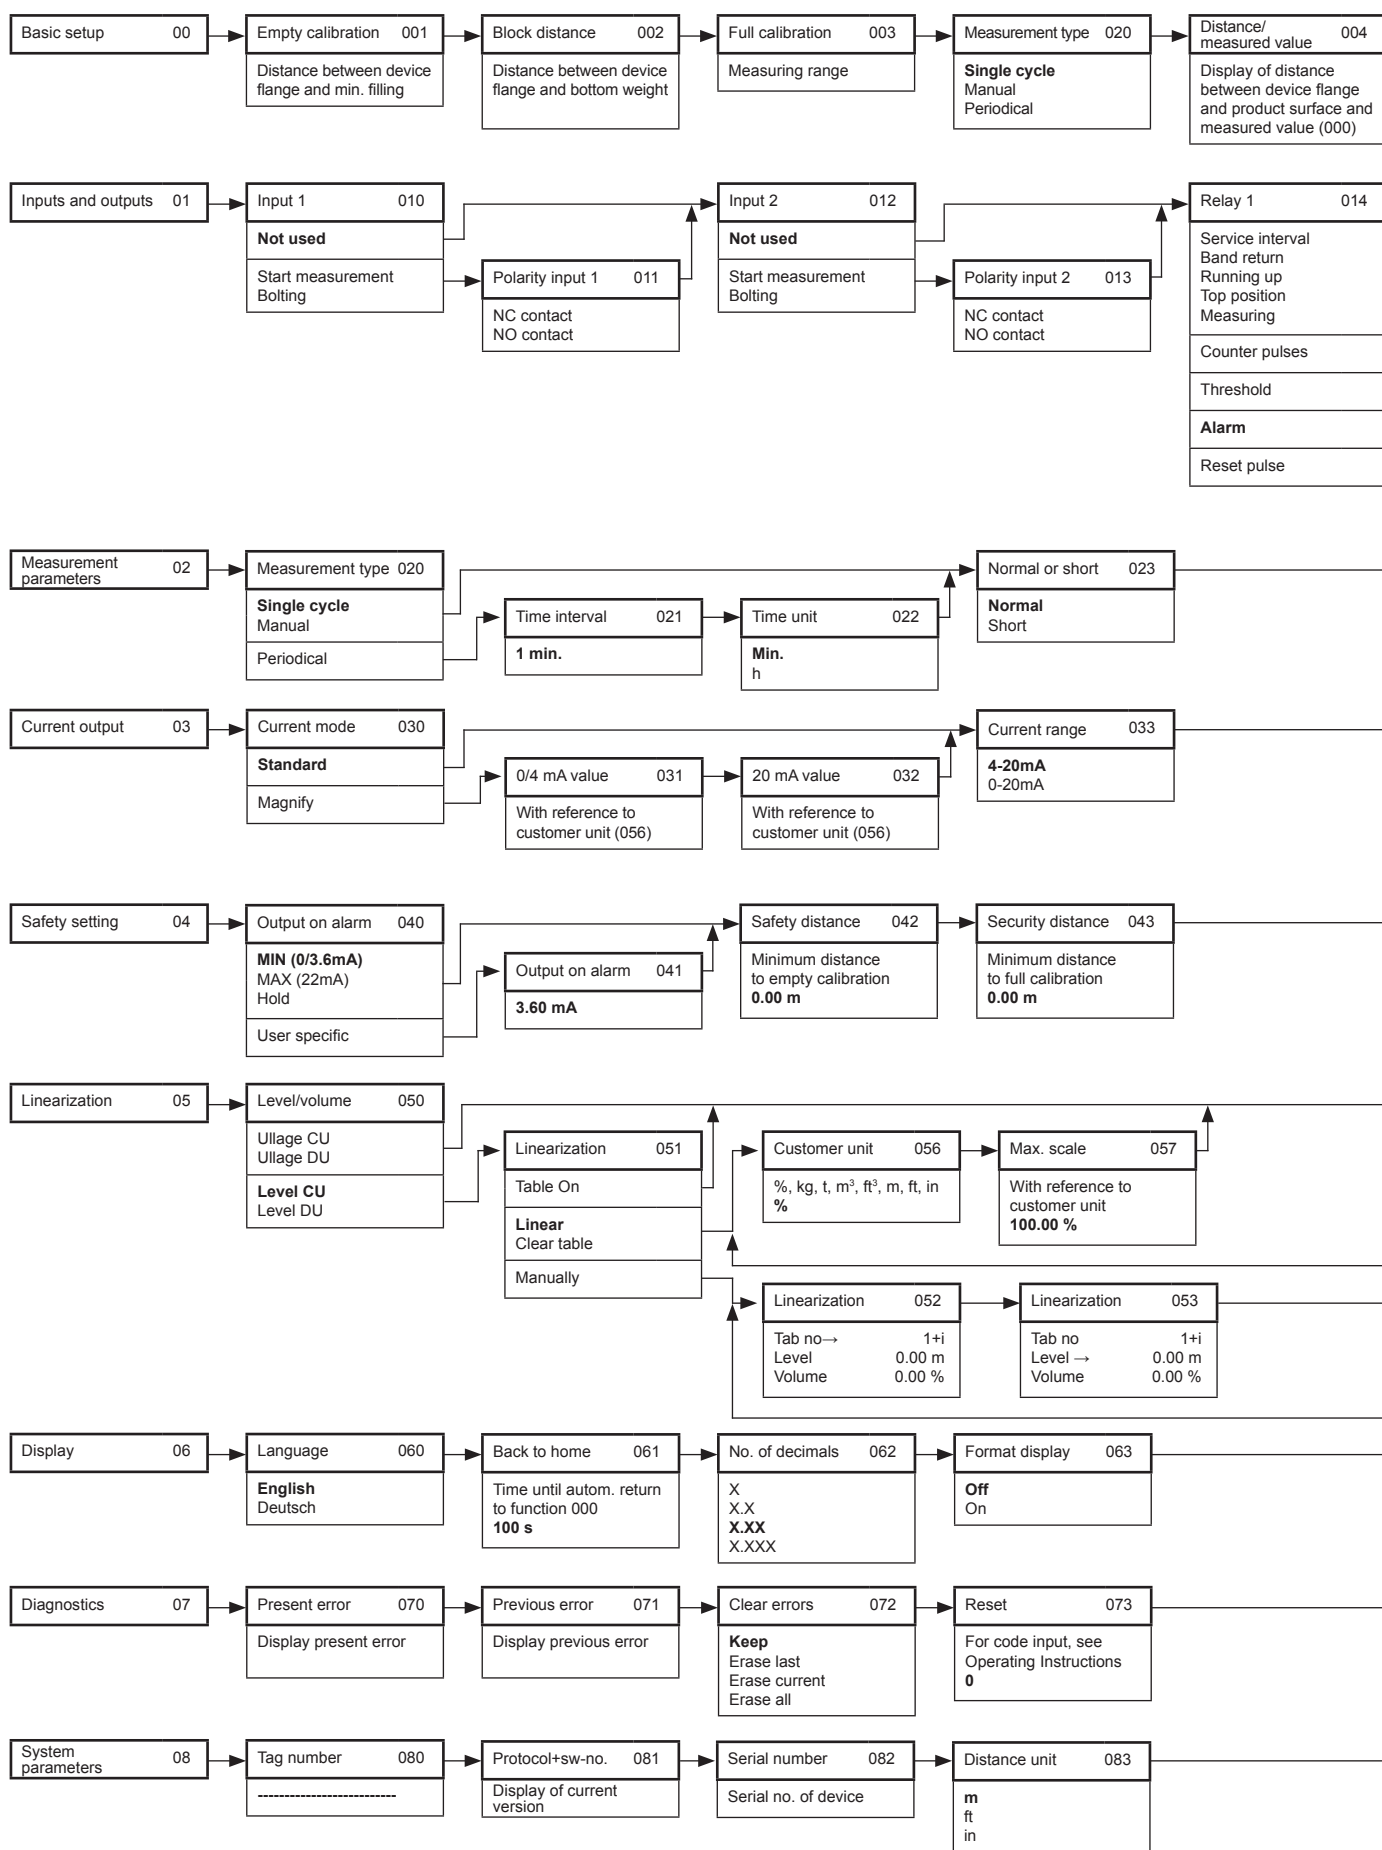 Basic setup 00
Empty calibration 001
Distance between device
flange and min. filling
Block distance 002
Distance between device
flange and bottom weight
Full calibration 003
Measuring range
Measurement type 020
Single cycle
Manual
Periodical
Distance/
measured value 004
Display of distance
between device flange
and product surface and
measured value (000)
Inputs and outputs 01
Input 1 010
Not used
Start measurement
Bolting
Polarity input 1 011
NC contact
NO contact
Input 2 012
Not used
Start measurement
Bolting
Polarity input 2 013
NC contact
NO contact
Relay 1 014
Service interval
Band return
Running up
Top position
Measuring
Counter pulses
Threshold
Alarm
Reset pulse
Measurement
parameters 02
Measurement type 020
Single cycle
Manual
Periodical
Time interval 021
1 min.
Time unit 022
Min.
h
Normal or short 023
Normal
Short
Current output 03
Current mode 030
Standard
Magnify
0/4 mA value 031
With reference to
customer unit (056)
20 mA value 032
With reference to
customer unit (056)
Current range 033
4-20mA
0-20mA
Safety setting 04
Output on alarm 040
MIN (0/3.6mA)
MAX (22mA)
Hold
User specific
Output on alarm 041
3.60 mA
Safety distance 042
Minimum distance
to empty calibration
0.00 m
Security distance 043
Minimum distance
to full calibration
0.00 m
Linearization 05
Level/volume 050
Ullage CU
Ullage DU
Level CU
Level DU
Linearization 051
Table On
Linear
Clear table
Manually
Customer unit 056
%, kg, t, m³, ft³, m, ft, in
%
Max. scale 057
With reference to
customer unit
100.00 %
Linearization 052
Tab no→ 1+i
Level 0.00 m
Volume 0.00 %
Linearization 053
Tab no 1+i
Level → 0.00 m
Volume 0.00 %
Display 06
Language 060
English
Deutsch
Back to home 061
Time until autom. return
to function 000
100 s
No. of decimals 062
X
X.X
X.XX
X.XXX
Format display 063
Off
On
Diagnostics 07
Present error 070
Display present error
Previous error 071
Display previous error
Clear errors 072
Keep
Erase last
Erase current
Erase all
Reset 073
For code input, see
Operating Instructions
0
System
parameters 08
Tag number 080
--------------------------
Protocol+sw-no. 081
Display of current
version
Serial number 082
Serial no. of device
Distance unit 083
m
ft
in